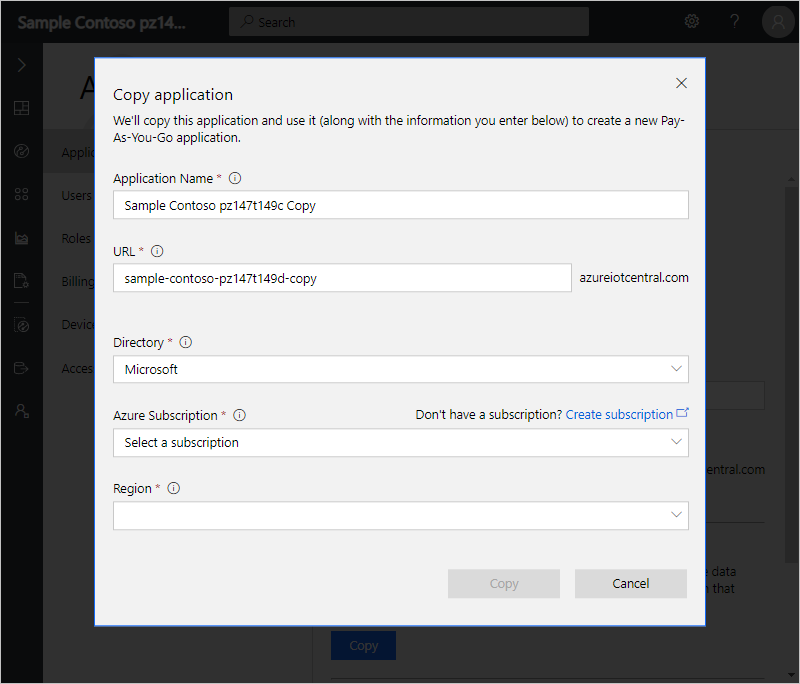 Sample Contoso pz14...
Search
?
Copy application
We'll copy this application and use it (along with the information you enter below) to create a new Pay-
As-You-Go application.
Application Name *
Sample Contoso pz147t149c Copy
URL *
sample-contoso-pz147t149d-copy
azureiotcentral.com
Directory *
Microsoft
Azure Subscription *
Don't have a subscription? Create subscription
Select a subscription
Region *
Copy
Cancel
A
Applic
Users
Roles
Billing
Device
Acces
entral.com
e data
that
Copy